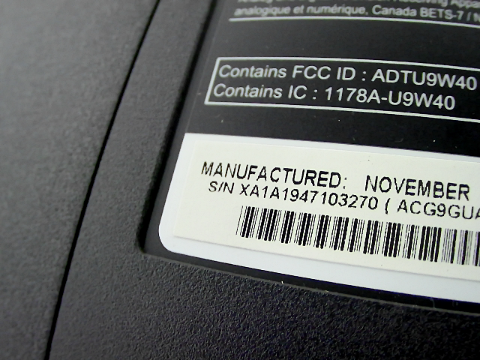 analogique et numérique, Canada BETS-7 /
Contains FCC ID : ADTU9W40
Contains IC : 1178A-U9W40
MANUFACTURED: NOVEMBER
S/N XA1A1947103270 ( ACG9GUA